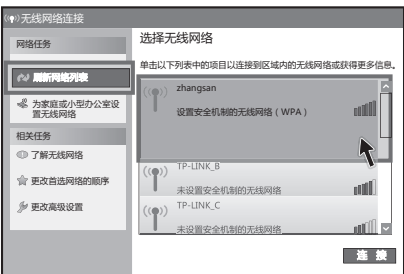 无线网络连接
网络任务
刷新网络列表
为家庭或小型办公室设
置无线网络
相关任务
了解无线网络
更改首选网络的顺序
更改高级设置
选择无线网络
单击以下列表中的项目以连接到区域内的无线网络或获得更多信息。
zhangsan
设置安全机制的无线网络（WPA）
TP-LINK_B
未设置安全机制的无线网络
TP-LINK_C
未设置安全机制的无线网络
连 接